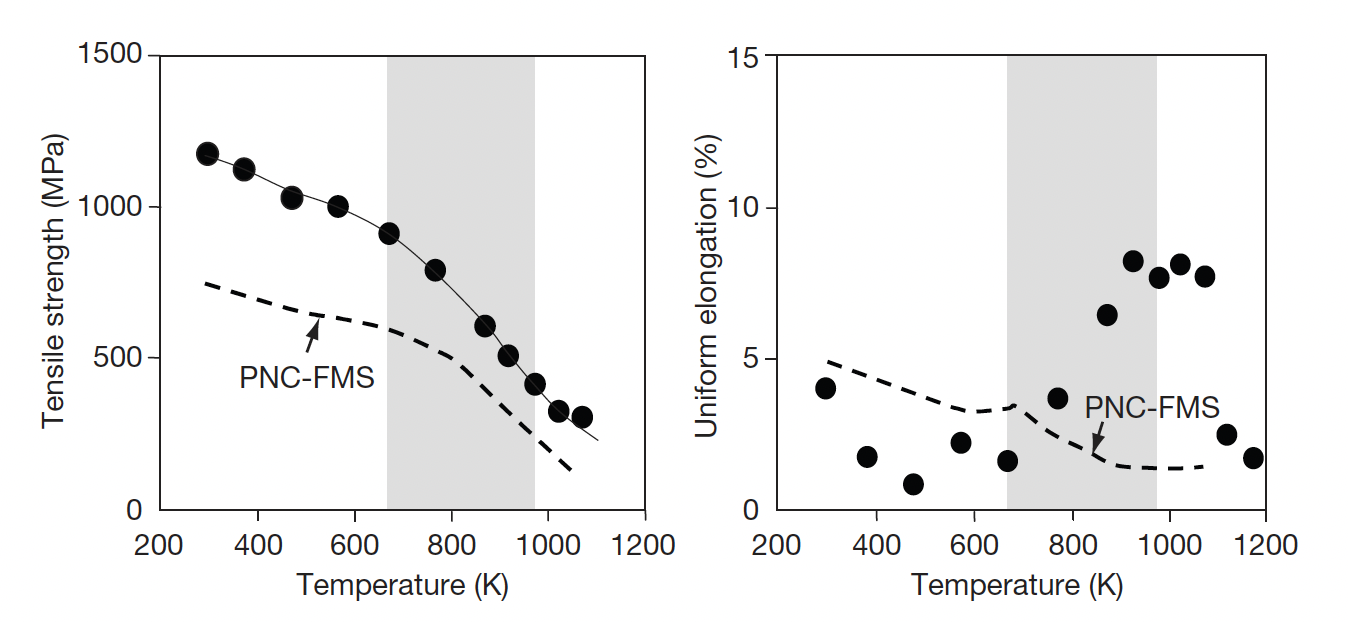 Tensile strength (MPa)
1500
1000
500
0
PNC-FMS
200 400 600 800 1000 1200
Temperature (K)
Uniform elongation (%)
15
10
5
0
PNC-FMS
200 400 600 800 1000 1200
Temperature (K)